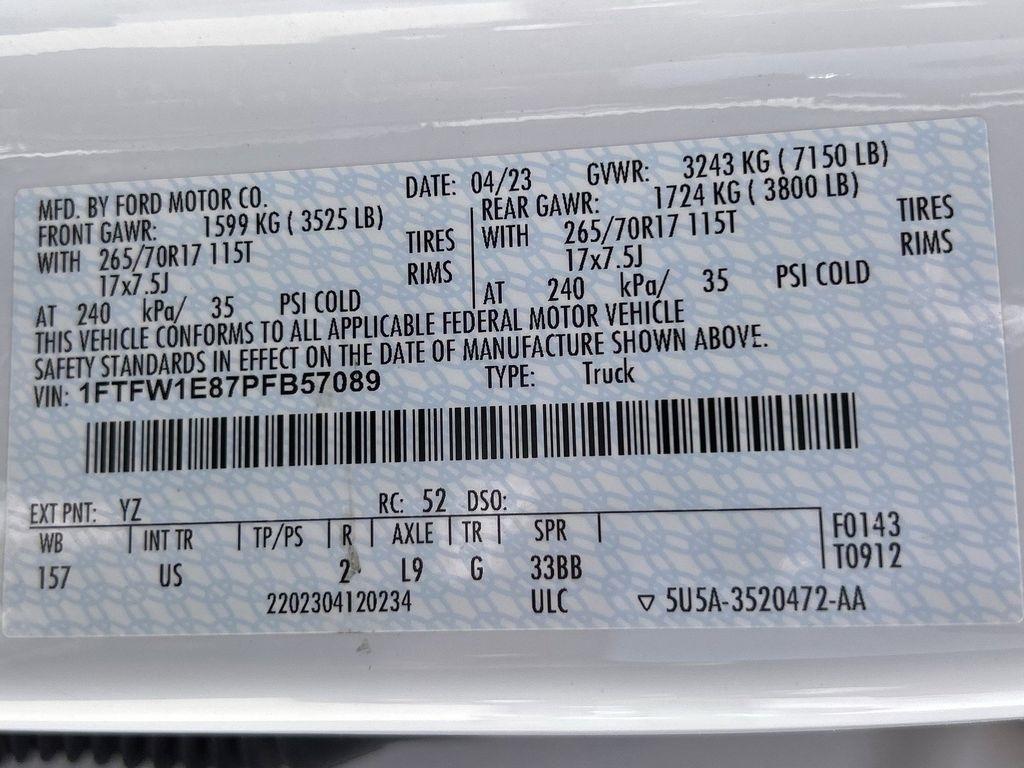 MFD. BY FORD MOTOR CO. DATE: 04/23 GVWR: 3243 KG ( 7150 LB)
FRONT GAWR: 1599 KG ( 3525 LB) REAR GAWR: 1724 KG ( 3800 LB)
WITH 265/70R17 115T TIRES WITH 265/70R17 115T TIRES
17x7.5J RIMS 17x7.5J RIMS
AT 240 kPa/ 35 PSI COLD AT 240 kPa/ 35 PSI COLD
THIS VEHICLE CONFORMS TO ALL APPLICABLE FEDERAL MOTOR VEHICLE
SAFETY STANDARDS IN EFFECT ON THE DATE OF MANUFACTURE SHOWN ABOVE.
VIN: 1FTFW1E87PFB57089 TYPE: Truck
EXT PNT: YZ RC: 52 DSO:
WB INT TR TP/PS R AXLE TR SPR F0143
157 US 2 L9 G 33BB T0912
2202304120234 ULC ▽ 5U5A-3520472-AA